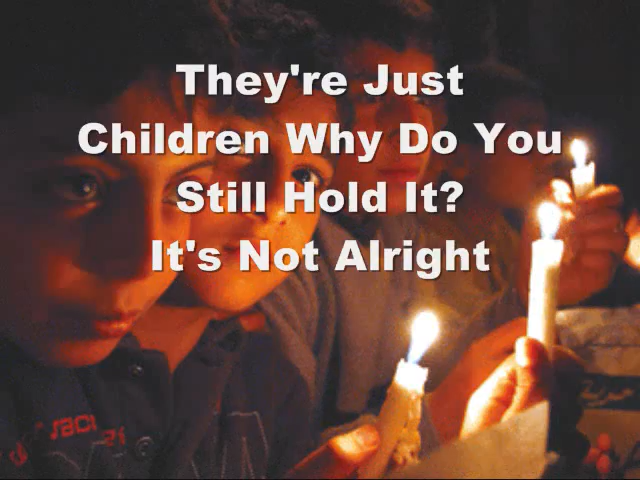 They're Just
Children Why Do You
Still Hold It?
It's Not Alright